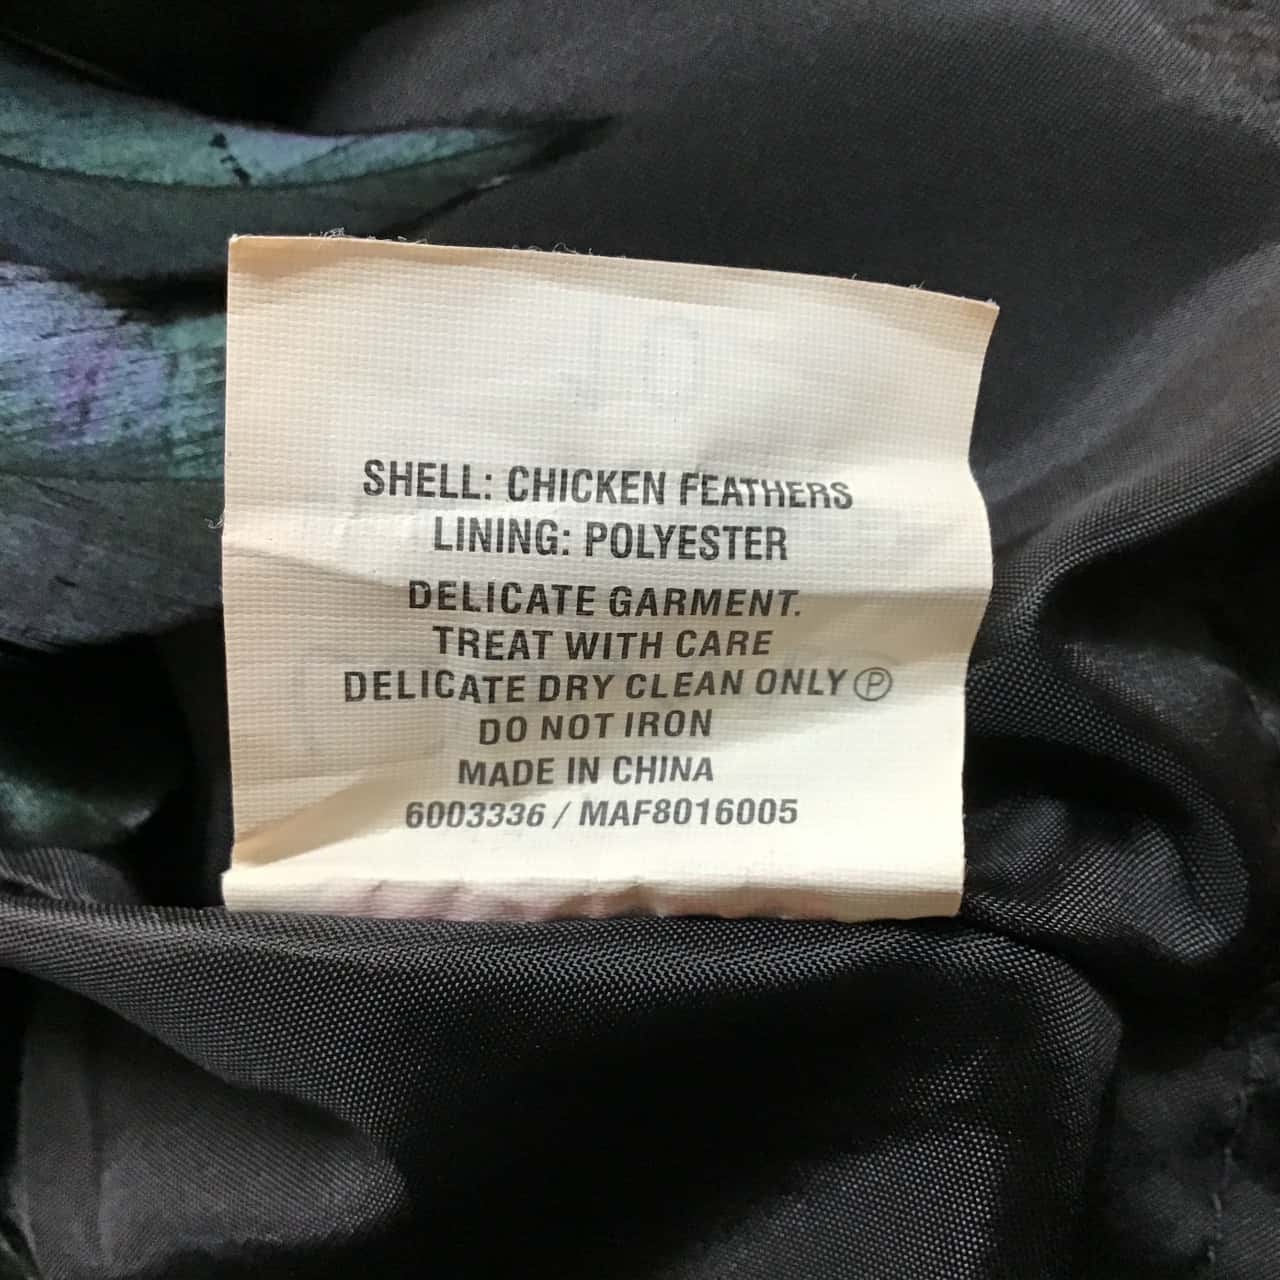 SHELL: CHICKEN FEATHERS
LINING: POLYESTER
DELICATE GARMENT.
TREAT WITH CARE
DELICATE DRY CLEAN ONLY Ⓟ
DO NOT IRON
MADE IN CHINA
6003336 / MAF8016005